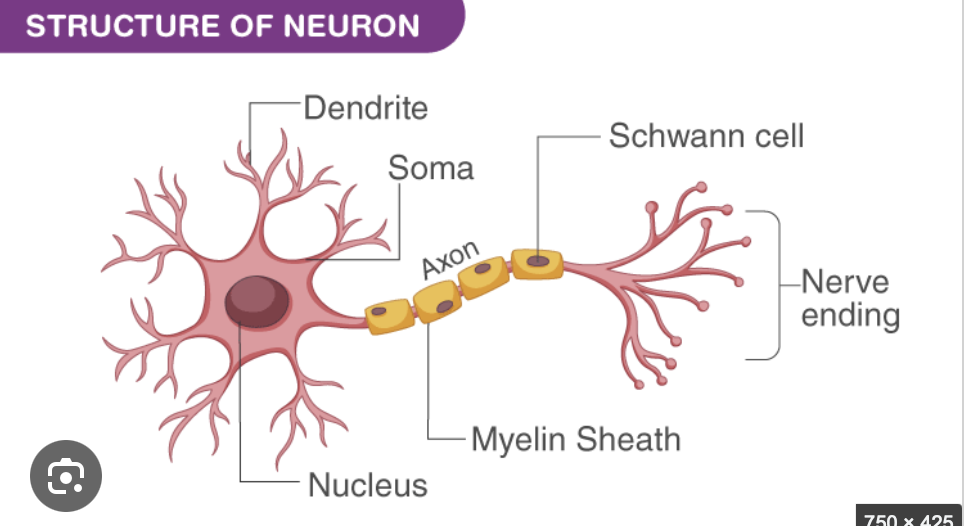 STRUCTURE OF NEURON
Dendrite
Schwann cell
Soma
Axon
Nerve
ending
Myelin Sheath
Nucleus
750 × 425